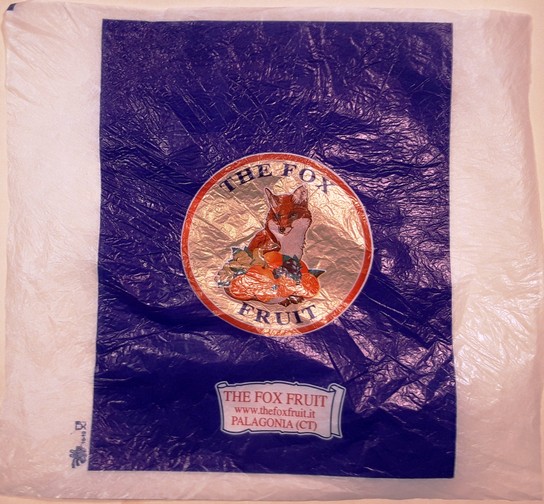 THE FOX
FRUIT
THE FOX FRUIT
www.thefoxfruit.it
PALAGONIA (CT)